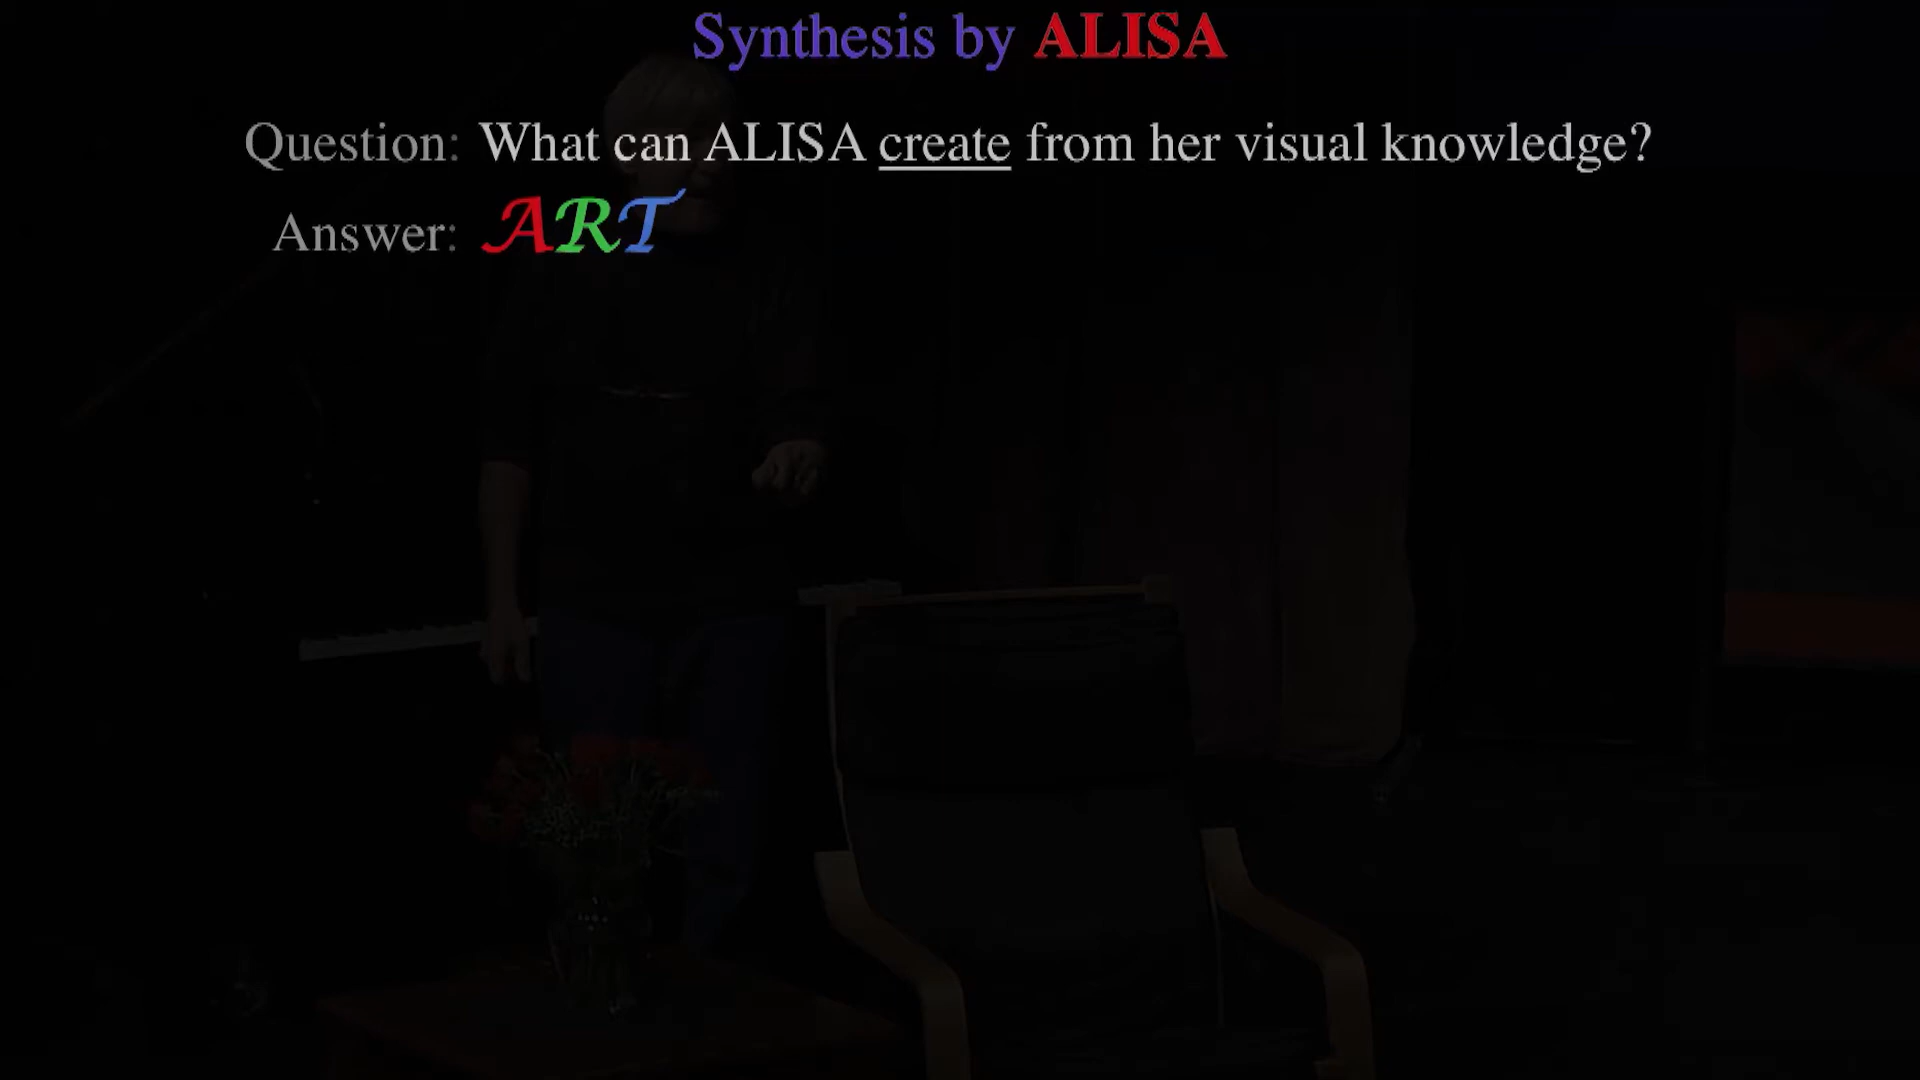 Synthesis by ALISA
Question: What can ALISA create from her visual knowledge?
Answer: ART